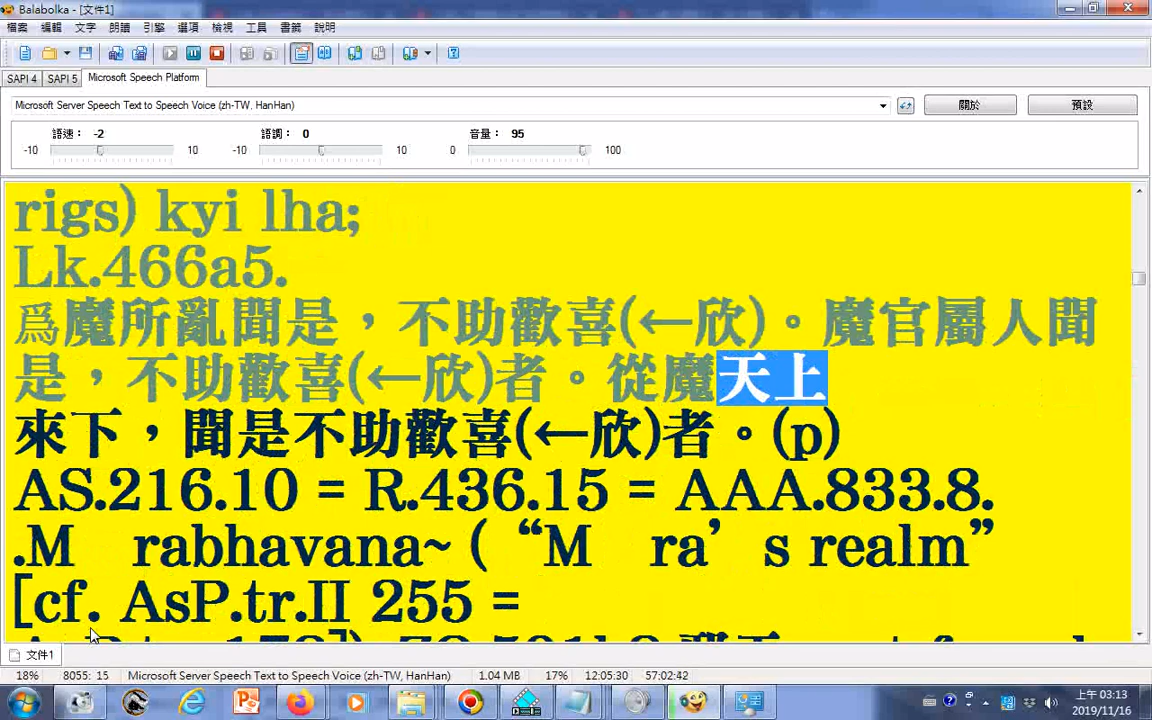 Balabolka - [文件1]
檔案 編輯 文字 朗讀 引擎 選項 檢視 工具 書籤 說明
SAPI 4 SAPI 5 Microsoft Speech Platform
Microsoft Server Speech Text to Speech Voice (zh-TW, HanHan) 關於 預設
語速： -2 語調： 0 音量： 95
-10 10 -10 10 0 100
rigs) kyi lha;
Lk.466a5.
爲魔所亂聞是，不助歡喜(←欣)。魔官屬人聞
是，不助歡喜(←欣)者。從魔天上
來下，聞是不助歡喜(←欣)者。(p)
AS.216.10 = R.436.15 = AAA.833.8.
.M rabhavana~ (“M ra’s realm”
[cf. AsP.tr.II 255 =
文件1
18% 8055: 15 Microsoft Server Speech Text to Speech Voice (zh-TW, HanHan) 1.04 MB 17% 12:05:30 57:02:42
上午 03:13
2019/11/16